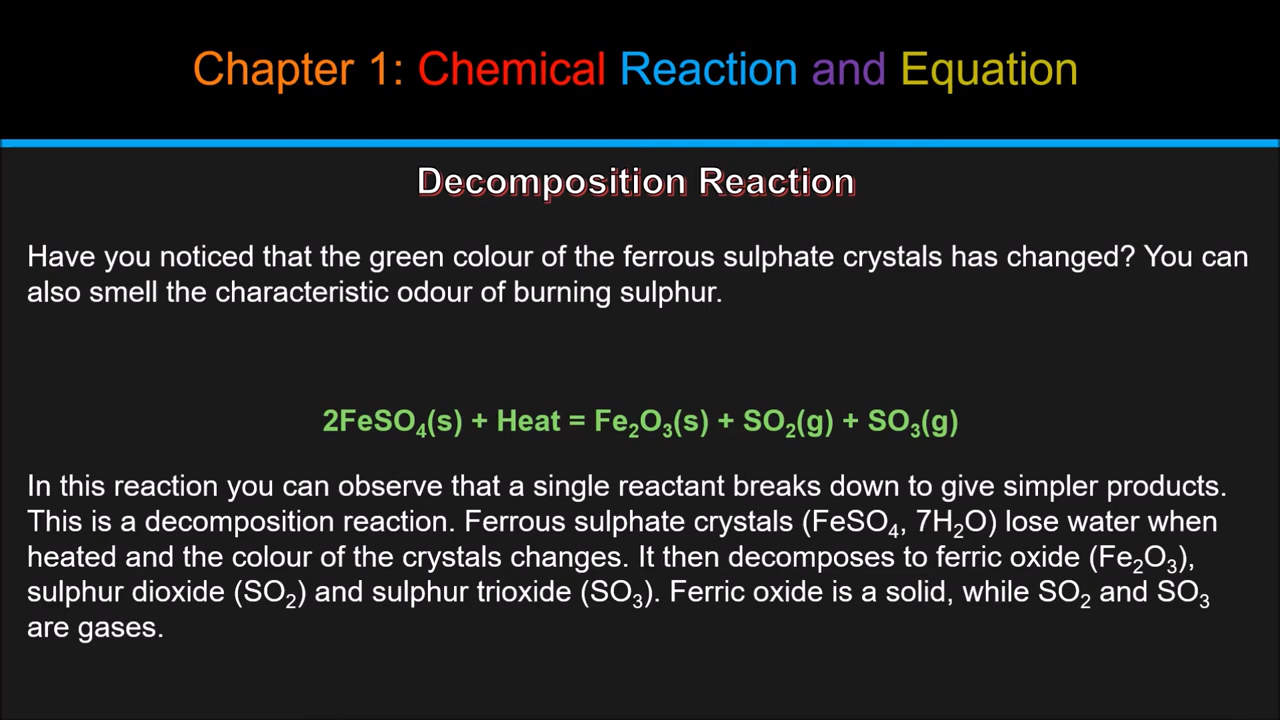 Chapter 1: Chemical Reaction and Equation
Decomposition Reaction
Have you noticed that the green colour of the ferrous sulphate crystals has changed? You can
also smell the characteristic odour of burning sulphur.
2FeSO₄(s) + Heat = Fe₂O₃(s) + SO₂(g) + SO₃(g)
In this reaction you can observe that a single reactant breaks down to give simpler products.
This is a decomposition reaction. Ferrous sulphate crystals (FeSO₄, 7H₂O) lose water when
heated and the colour of the crystals changes. It then decomposes to ferric oxide (Fe₂O₃),
sulphur dioxide (SO₂) and sulphur trioxide (SO₃). Ferric oxide is a solid, while SO₂ and SO₃
are gases.